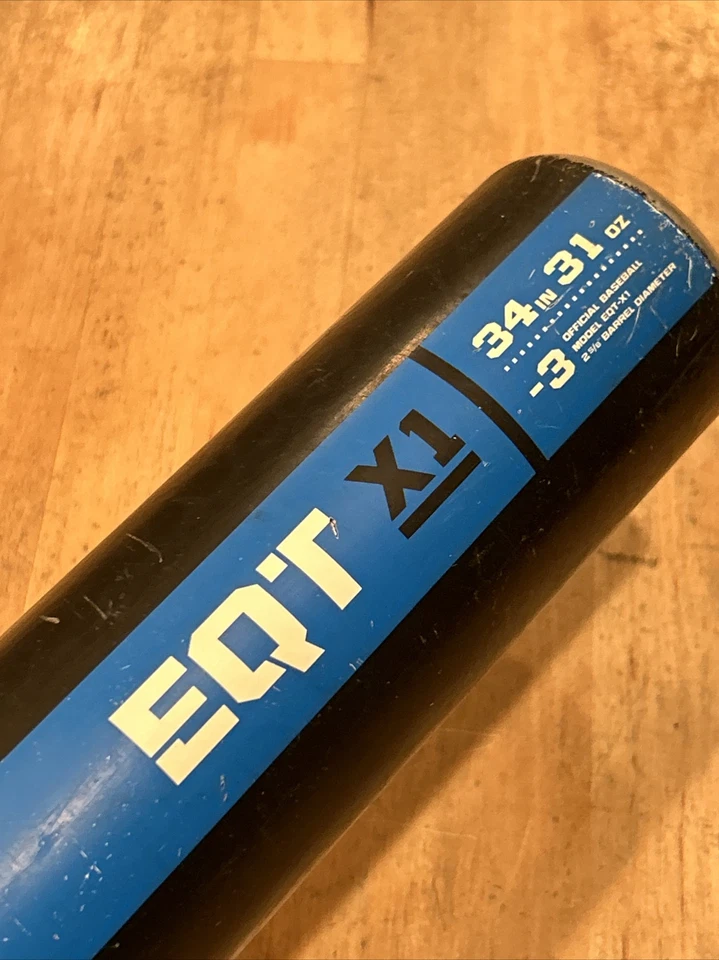 EQT X1
34 IN 31 OZ
-3
OFFICIAL BASEBALL
MODEL EQT-X1
2 5/8" BARREL DIAMETER